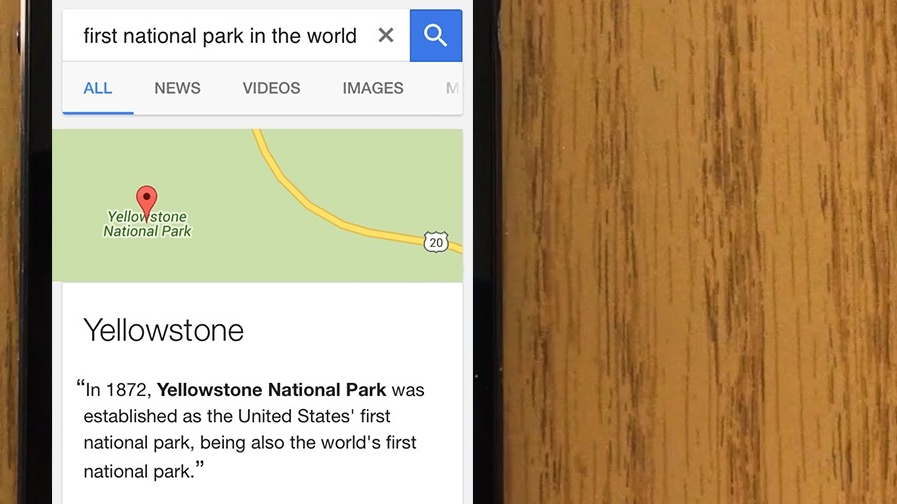 first national park in the world ✕
ALL NEWS VIDEOS IMAGES M
Yellowstone
National Park
20
Yellowstone
“In 1872, Yellowstone National Park was
established as the United States' first
national park, being also the world's first
national park.”